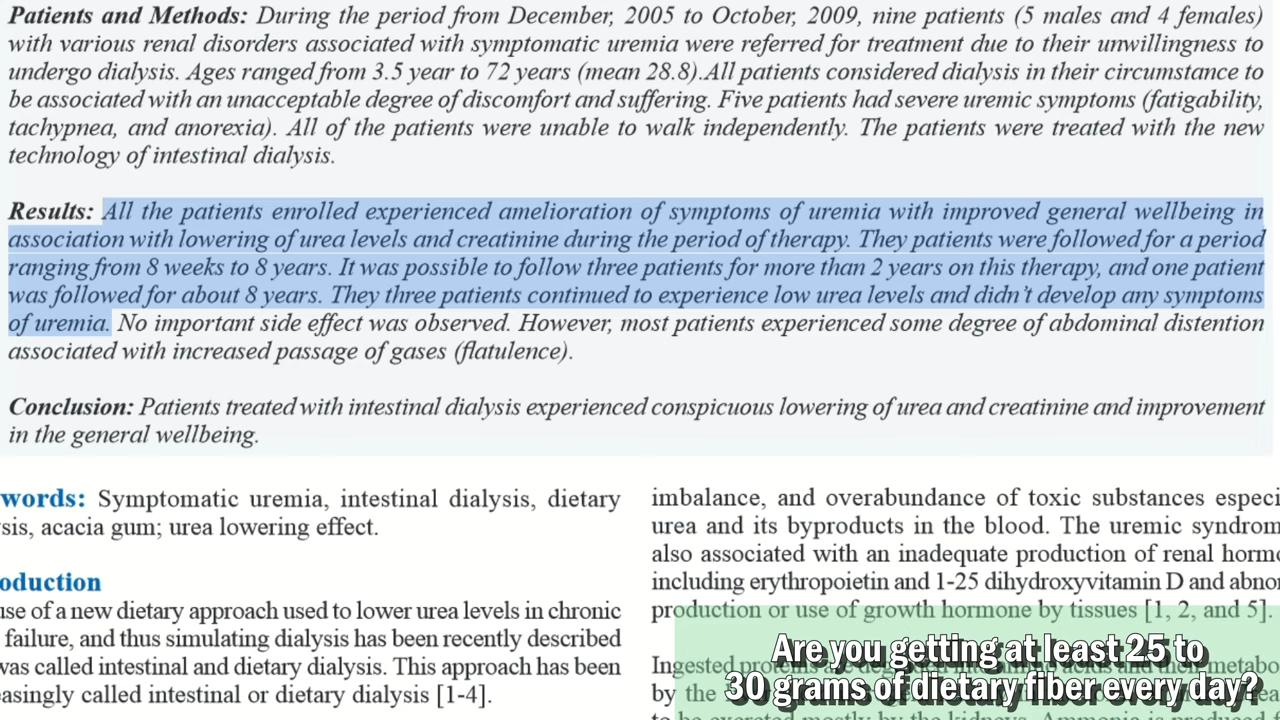 Patients and Methods: During the period from December, 2005 to October, 2009, nine patients (5 males and 4 females)
with various renal disorders associated with symptomatic uremia were referred for treatment due to their unwillingness to
undergo dialysis. Ages ranged from 3.5 year to 72 years (mean 28.8).All patients considered dialysis in their circumstance to
be associated with an unacceptable degree of discomfort and suffering. Five patients had severe uremic symptoms (fatigability,
tachypnea, and anorexia). All of the patients were unable to walk independently. The patients were treated with the new
technology of intestinal dialysis.
Results: All the patients enrolled experienced amelioration of symptoms of uremia with improved general wellbeing in
association with lowering of urea levels and creatinine during the period of therapy. They patients were followed for a period
ranging from 8 weeks to 8 years. It was possible to follow three patients for more than 2 years on this therapy, and one patient
was followed for about 8 years. They three patients continued to experience low urea levels and didn't develop any symptoms
of uremia. No important side effect was observed. However, most patients experienced some degree of abdominal distention
associated with increased passage of gases (flatulence).
Conclusion: Patients treated with intestinal dialysis experienced conspicuous lowering of urea and creatinine and improvement
in the general wellbeing.
words: Symptomatic uremia, intestinal dialysis, dietary
sis, acacia gum; urea lowering effect.
oduction
use of a new dietary approach used to lower urea levels in chronic
failure, and thus simulating dialysis has been recently described
was called intestinal and dietary dialysis. This approach has been
easingly called intestinal or dietary dialysis [1-4].
imbalance, and overabundance of toxic substances especi
urea and its byproducts in the blood. The uremic syndrom
also associated with an inadequate production of renal hormo
including erythropoietin and 1-25 dihydroxyvitamin D and abnor
production or use of growth hormone by tissues [1, 2, and 5].
Ingested metabo
by the
Are you getting at least 25 to
30 grams of dietary fiber every day?